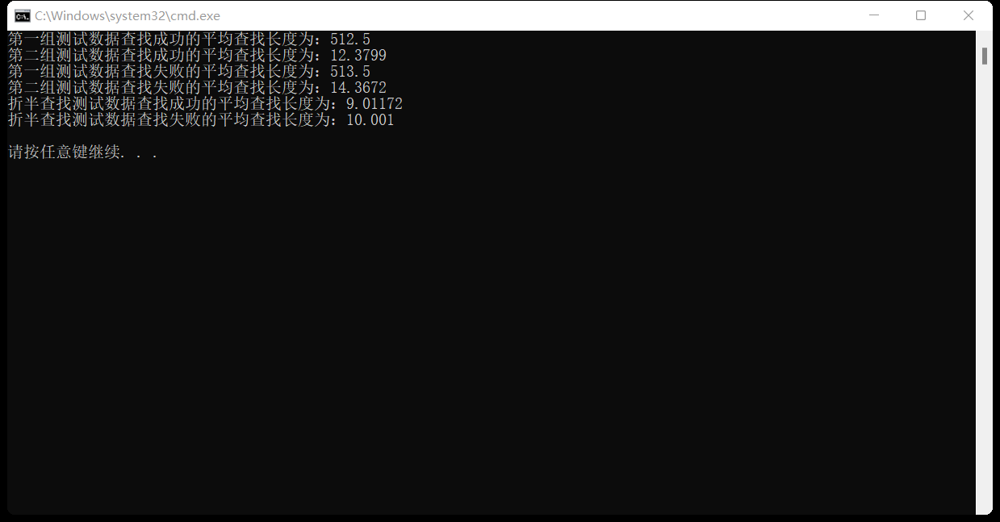 C:\Windows\system32\cmd.exe
第一组测试数据查找成功的平均查找长度为：512.5
第二组测试数据查找成功的平均查找长度为：12.3799
第一组测试数据查找失败的平均查找长度为：513.5
第二组测试数据查找失败的平均查找长度为：14.3672
折半查找测试数据查找成功的平均查找长度为：9.01172
折半查找测试数据查找失败的平均查找长度为：10.001
请按任意键继续. . .